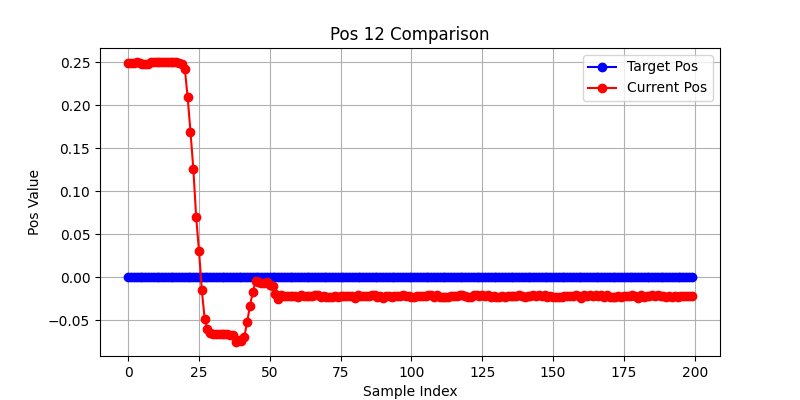 Pos 12 Comparison
Target Pos
Current Pos
0.25
0.20
0.15
0.10
0.05
0.00
−0.05
Pos Value
0 25 50 75 100 125 150 175 200
Sample Index